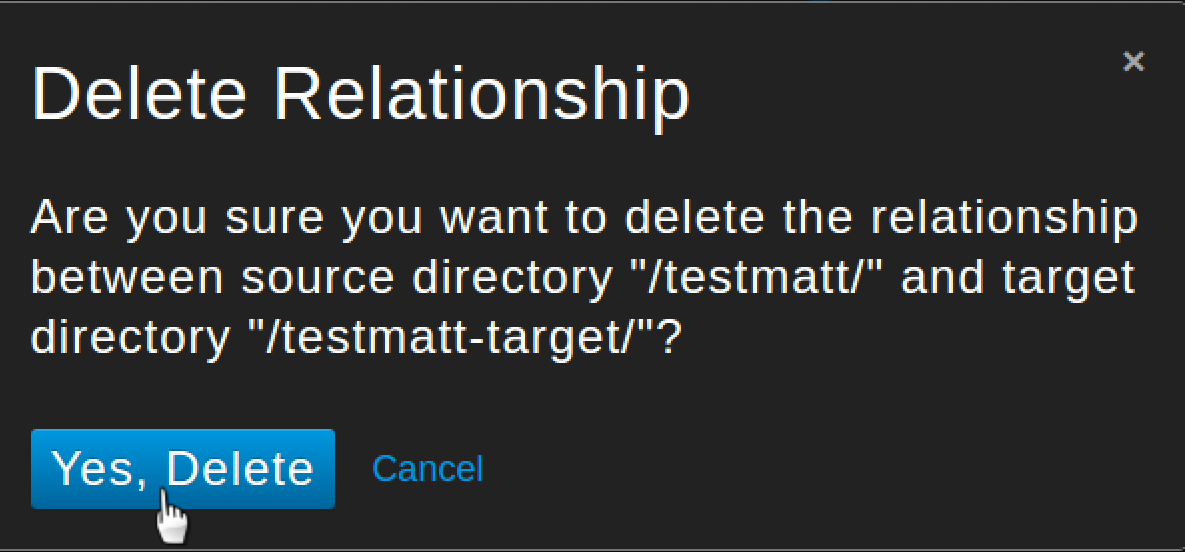 Delete Relationship
×
Are you sure you want to delete the relationship
between source directory "/testmatt/" and target
directory "/testmatt-target/"?
Yes, Delete
Cancel